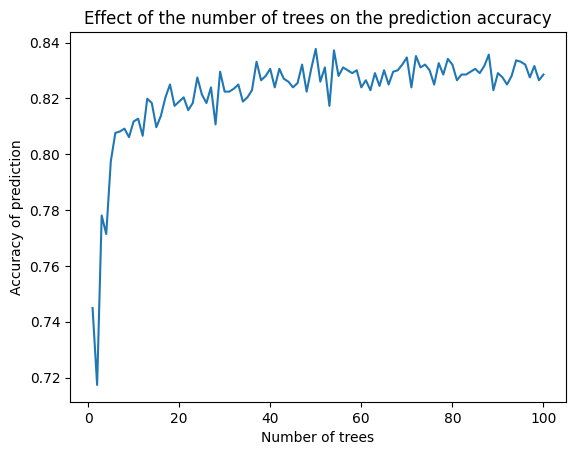 Effect of the number of trees on the prediction accuracy
0.84
0.82
0.80
0.78
0.76
0.74
0.72
Accuracy of prediction
0 20 40 60 80 100
Number of trees